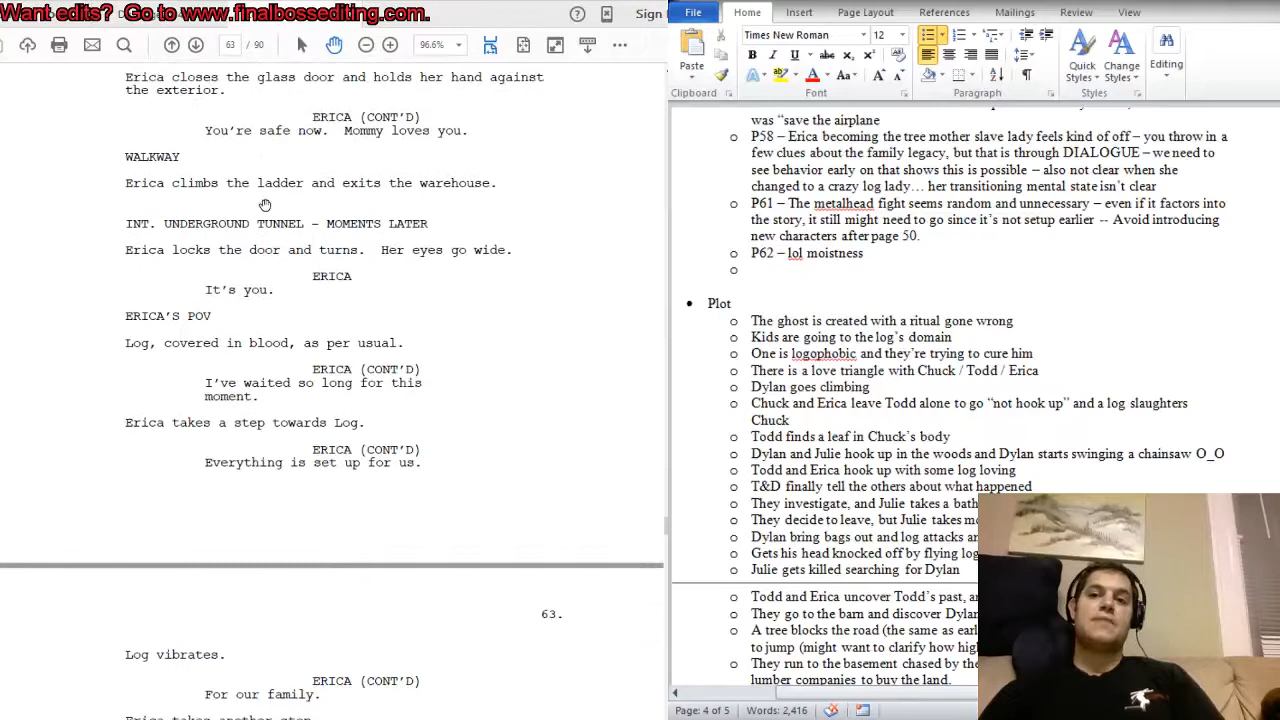 Want edits? Go to www.finalbossediting.com.
Sign
63
96.6%
Erica closes the glass door and holds her hand against
the exterior.
ERICA (CONT'D)
You're safe now. Mommy loves you.
WALKWAY
Erica climbs the ladder and exits the warehouse.
INT. UNDERGROUND TUNNEL – MOMENTS LATER
Erica locks the door and turns. Her eyes go wide.
ERICA
It's you.
ERICA'S POV
Log, covered in blood, as per usual.
ERICA (CONT'D)
I've waited so long for this
moment.
Erica takes a step towards Log.
ERICA (CONT'D)
Everything is set up for us.
63.
Log vibrates.
ERICA (CONT'D)
For our family.
Erica takes another step
File Home Insert Page Layout References Mailings Review View
Times New Roman 12
Paste
Quick Styles
Change Styles
Editing
Clipboard Font Paragraph Styles
was “save the airplane
P58 – Erica becoming the tree mother slave lady feels kind of off – you throw in a
few clues about the family legacy, but that is through DIALOGUE – we need to
see behavior early on that shows this is possible – also not clear when she
changed to a crazy log lady… her transitioning mental state isn’t clear
P61 – The metalhead fight seems random and unnecessary – even if it factors into
the story, it still might need to go since it’s not setup earlier -- Avoid introducing
new characters after page 50.
P62 – lol moistness
Plot
The ghost is created with a ritual gone wrong
Kids are going to the log’s domain
One is logophobic and they’re trying to cure him
There is a love triangle with Chuck / Todd / Erica
Dylan goes climbing
Chuck and Erica leave Todd alone to go “not hook up” and a log slaughters
Chuck
Todd finds a leaf in Chuck’s body
Dylan and Julie hook up in the woods and Dylan starts swinging a chainsaw O_O
Todd and Erica hook up with some log loving
T&D finally tell the others about what happened
They investigate, and Julie takes a bath
They decide to leave, but Julie takes
Dylan bring bags out and log attacks
Gets his head knocked off by flying log
Julie gets killed searching for Dylan
Todd and Erica uncover Todd’s past,
They go to the barn and discover Dylan
A tree blocks the road (the same as
to jump (might want to clarify how
They run to the basement chased by the
lumber companies to buy the land.
Page: 4 of 5 Words: 2,416